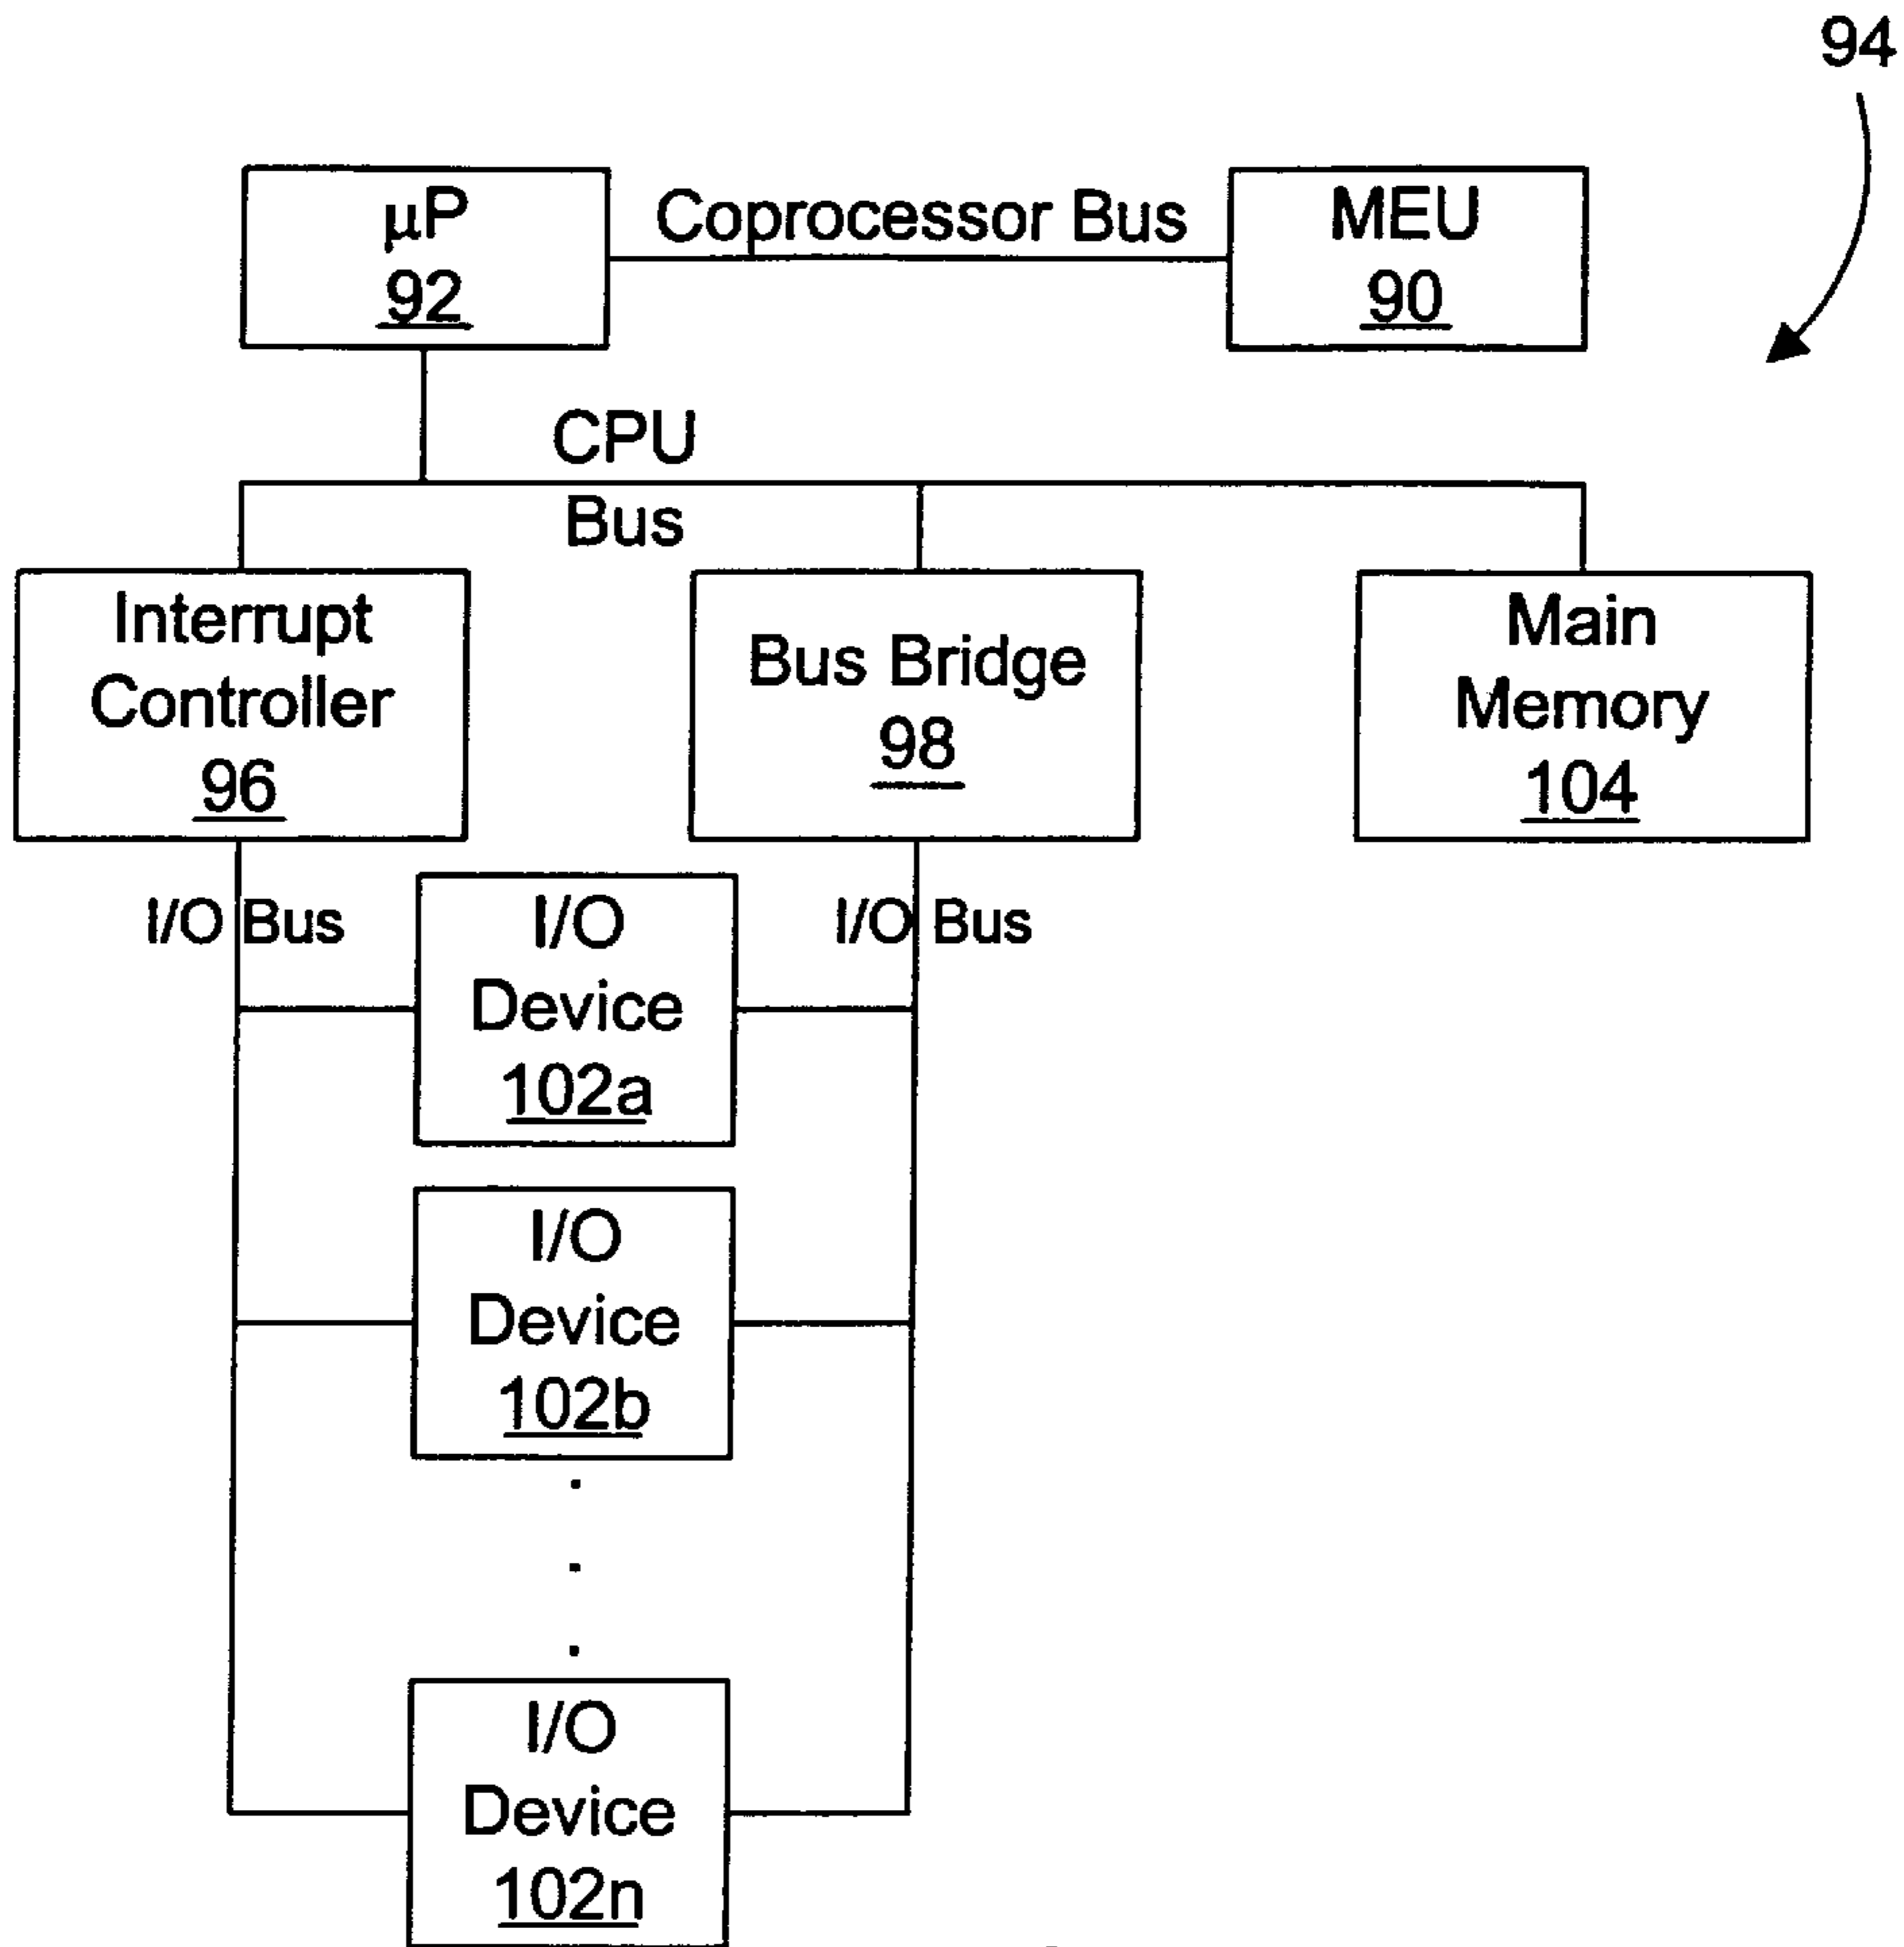 94
µP
92
Coprocessor Bus
MEU
90
CPU
Bus
Interrupt
Controller
96
Bus Bridge
98
Main
Memory
104
I/O Bus
I/O
Device
102a
I/O Bus
I/O
Device
102b
I/O
Device
102n